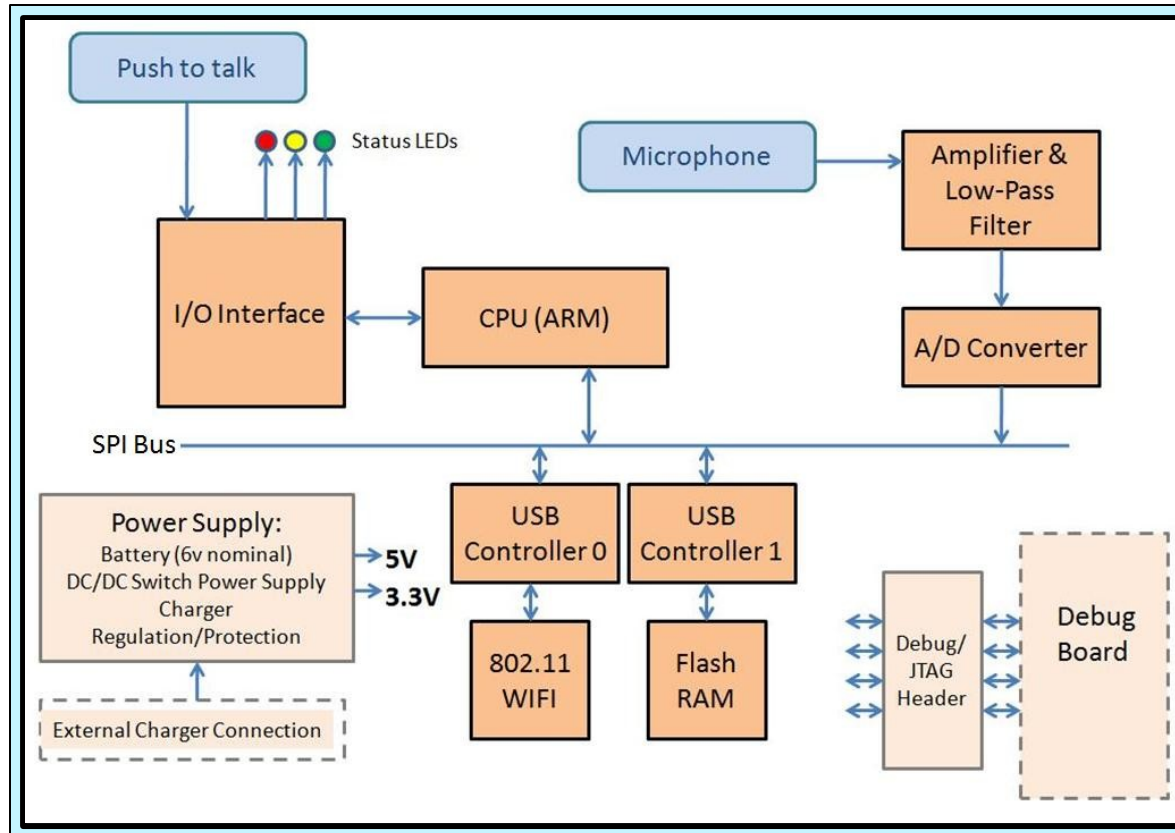 Push to talk
Status LEDs
Microphone
Amplifier &
Low-Pass
Filter
I/O Interface
CPU (ARM)
A/D Converter
SPI Bus
USB
Controller 0
USB
Controller 1
Power Supply:
Battery (6v nominal)
DC/DC Switch Power Supply
Charger
Regulation/Protection
5V
3.3V
802.11
WIFI
Flash
RAM
Debug/
JTAG
Header
Debug
Board
External Charger Connection